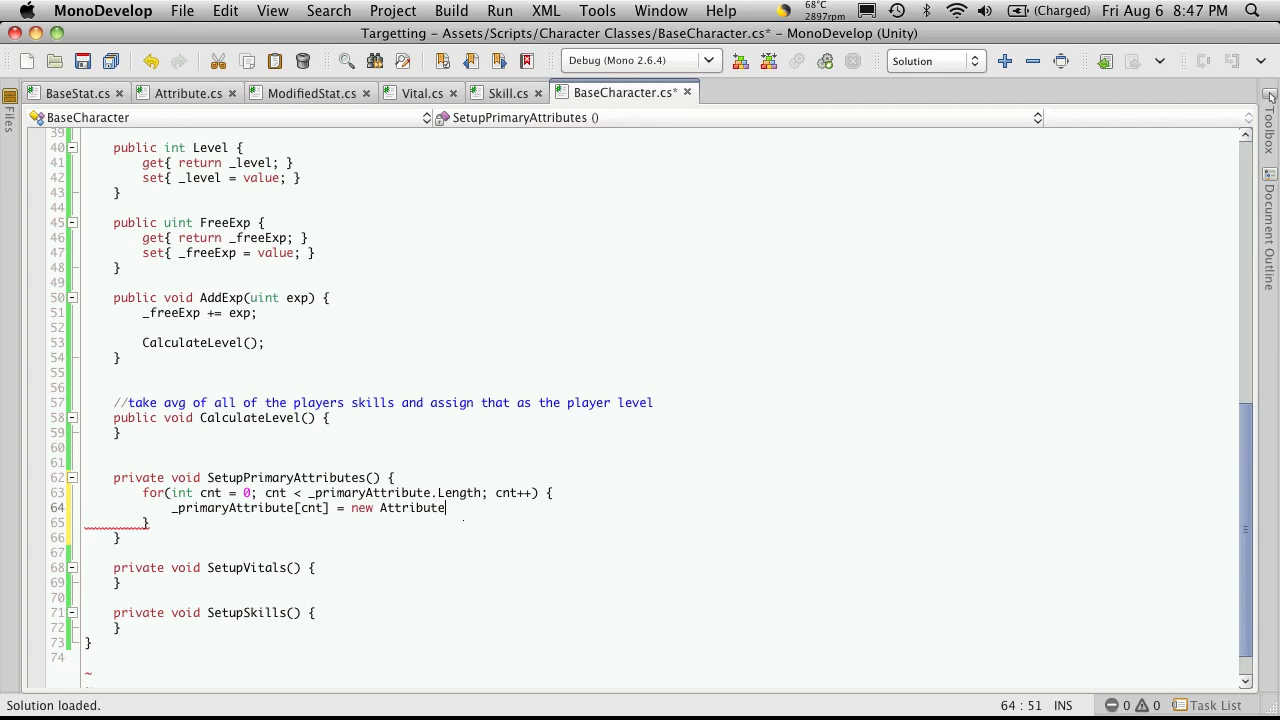 MonoDevelop File Edit View Search Project Build Run XML Tools Window Help 68°C 2897rpm (Charged) Fri Aug 6 8:47 PM
Targetting - Assets/Scripts/Character Classes/BaseCharacter.cs* - MonoDevelop (Unity)
Debug (Mono 2.6.4) Solution
BaseStat.cs Attribute.cs ModifiedStat.cs Vital.cs Skill.cs BaseCharacter.cs*
BaseCharacter SetupPrimaryAttributes ()
Files
Toolbox
Document Outline
39
40 public int Level {
41 get{ return _level; }
42 set{ _level = value; }
43 }
44
45 public uint FreeExp {
46 get{ return _freeExp; }
47 set{ _freeExp = value; }
48 }
49
50 public void AddExp(uint exp) {
51 _freeExp += exp;
52
53 CalculateLevel();
54 }
55
56
57 //take avg of all of the players skills and assign that as the player level
58 public void CalculateLevel() {
59 }
60
61
62 private void SetupPrimaryAttributes() {
63 for(int cnt = 0; cnt < _primaryAttribute.Length; cnt++) {
64 _primaryAttribute[cnt] = new Attribute
65 }
66 }
67
68 private void SetupVitals() {
69 }
70
71 private void SetupSkills() {
72 }
73 }
74
~
~
Solution loaded. 64 : 51 INS 0 0 Task List